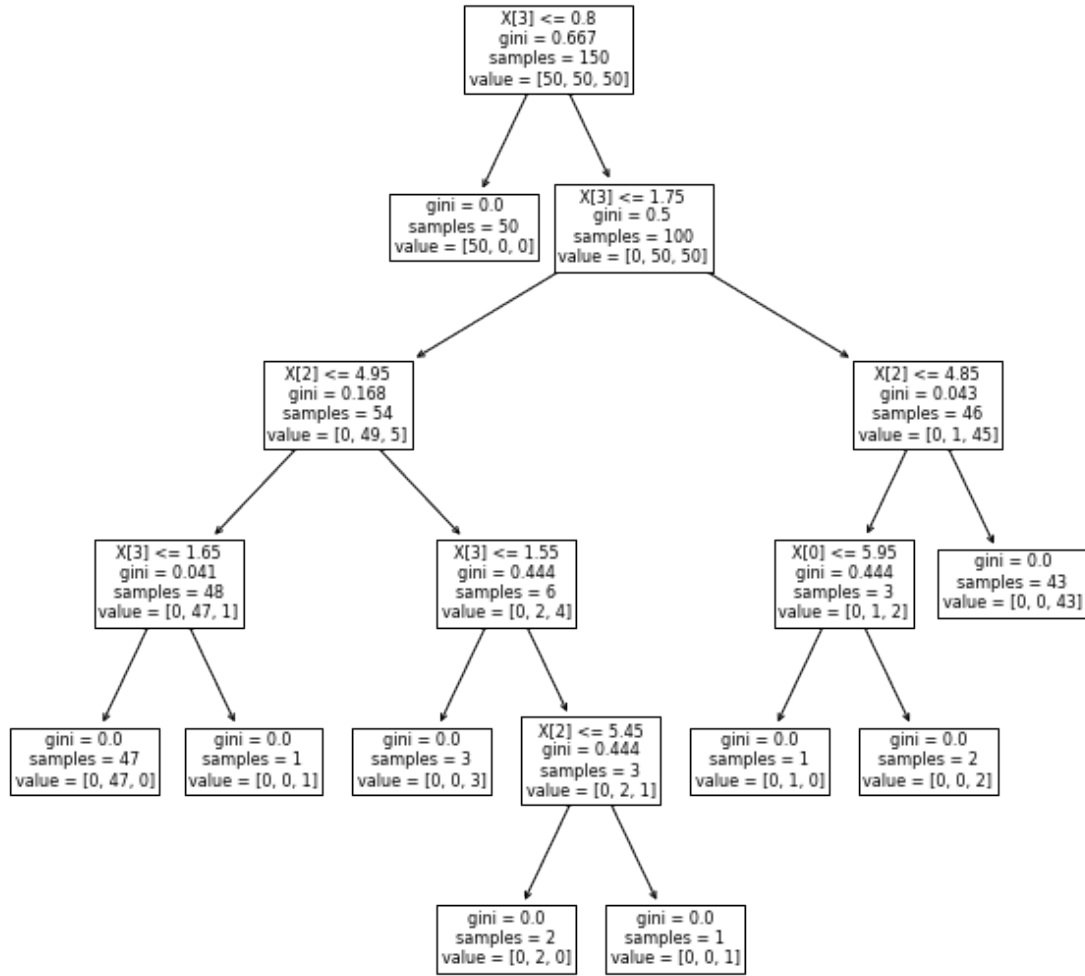 X[3] <= 0.8
gini = 0.667
samples = 150
value = [50, 50, 50]
gini = 0.0
samples = 50
value = [50, 0, 0]
X[3] <= 1.75
gini = 0.5
samples = 100
value = [0, 50, 50]
X[2] <= 4.95
gini = 0.168
samples = 54
value = [0, 49, 5]
X[2] <= 4.85
gini = 0.043
samples = 46
value = [0, 1, 45]
X[3] <= 1.65
gini = 0.041
samples = 48
value = [0, 47, 1]
X[3] <= 1.55
gini = 0.444
samples = 6
value = [0, 2, 4]
X[0] <= 5.95
gini = 0.444
samples = 3
value = [0, 1, 2]
gini = 0.0
samples = 43
value = [0, 0, 43]
gini = 0.0
samples = 47
value = [0, 47, 0]
gini = 0.0
samples = 1
value = [0, 0, 1]
gini = 0.0
samples = 3
value = [0, 0, 3]
X[2] <= 5.45
gini = 0.444
samples = 3
value = [0, 2, 1]
gini = 0.0
samples = 1
value = [0, 1, 0]
gini = 0.0
samples = 2
value = [0, 0, 2]
gini = 0.0
samples = 2
value = [0, 2, 0]
gini = 0.0
samples = 1
value = [0, 0, 1]